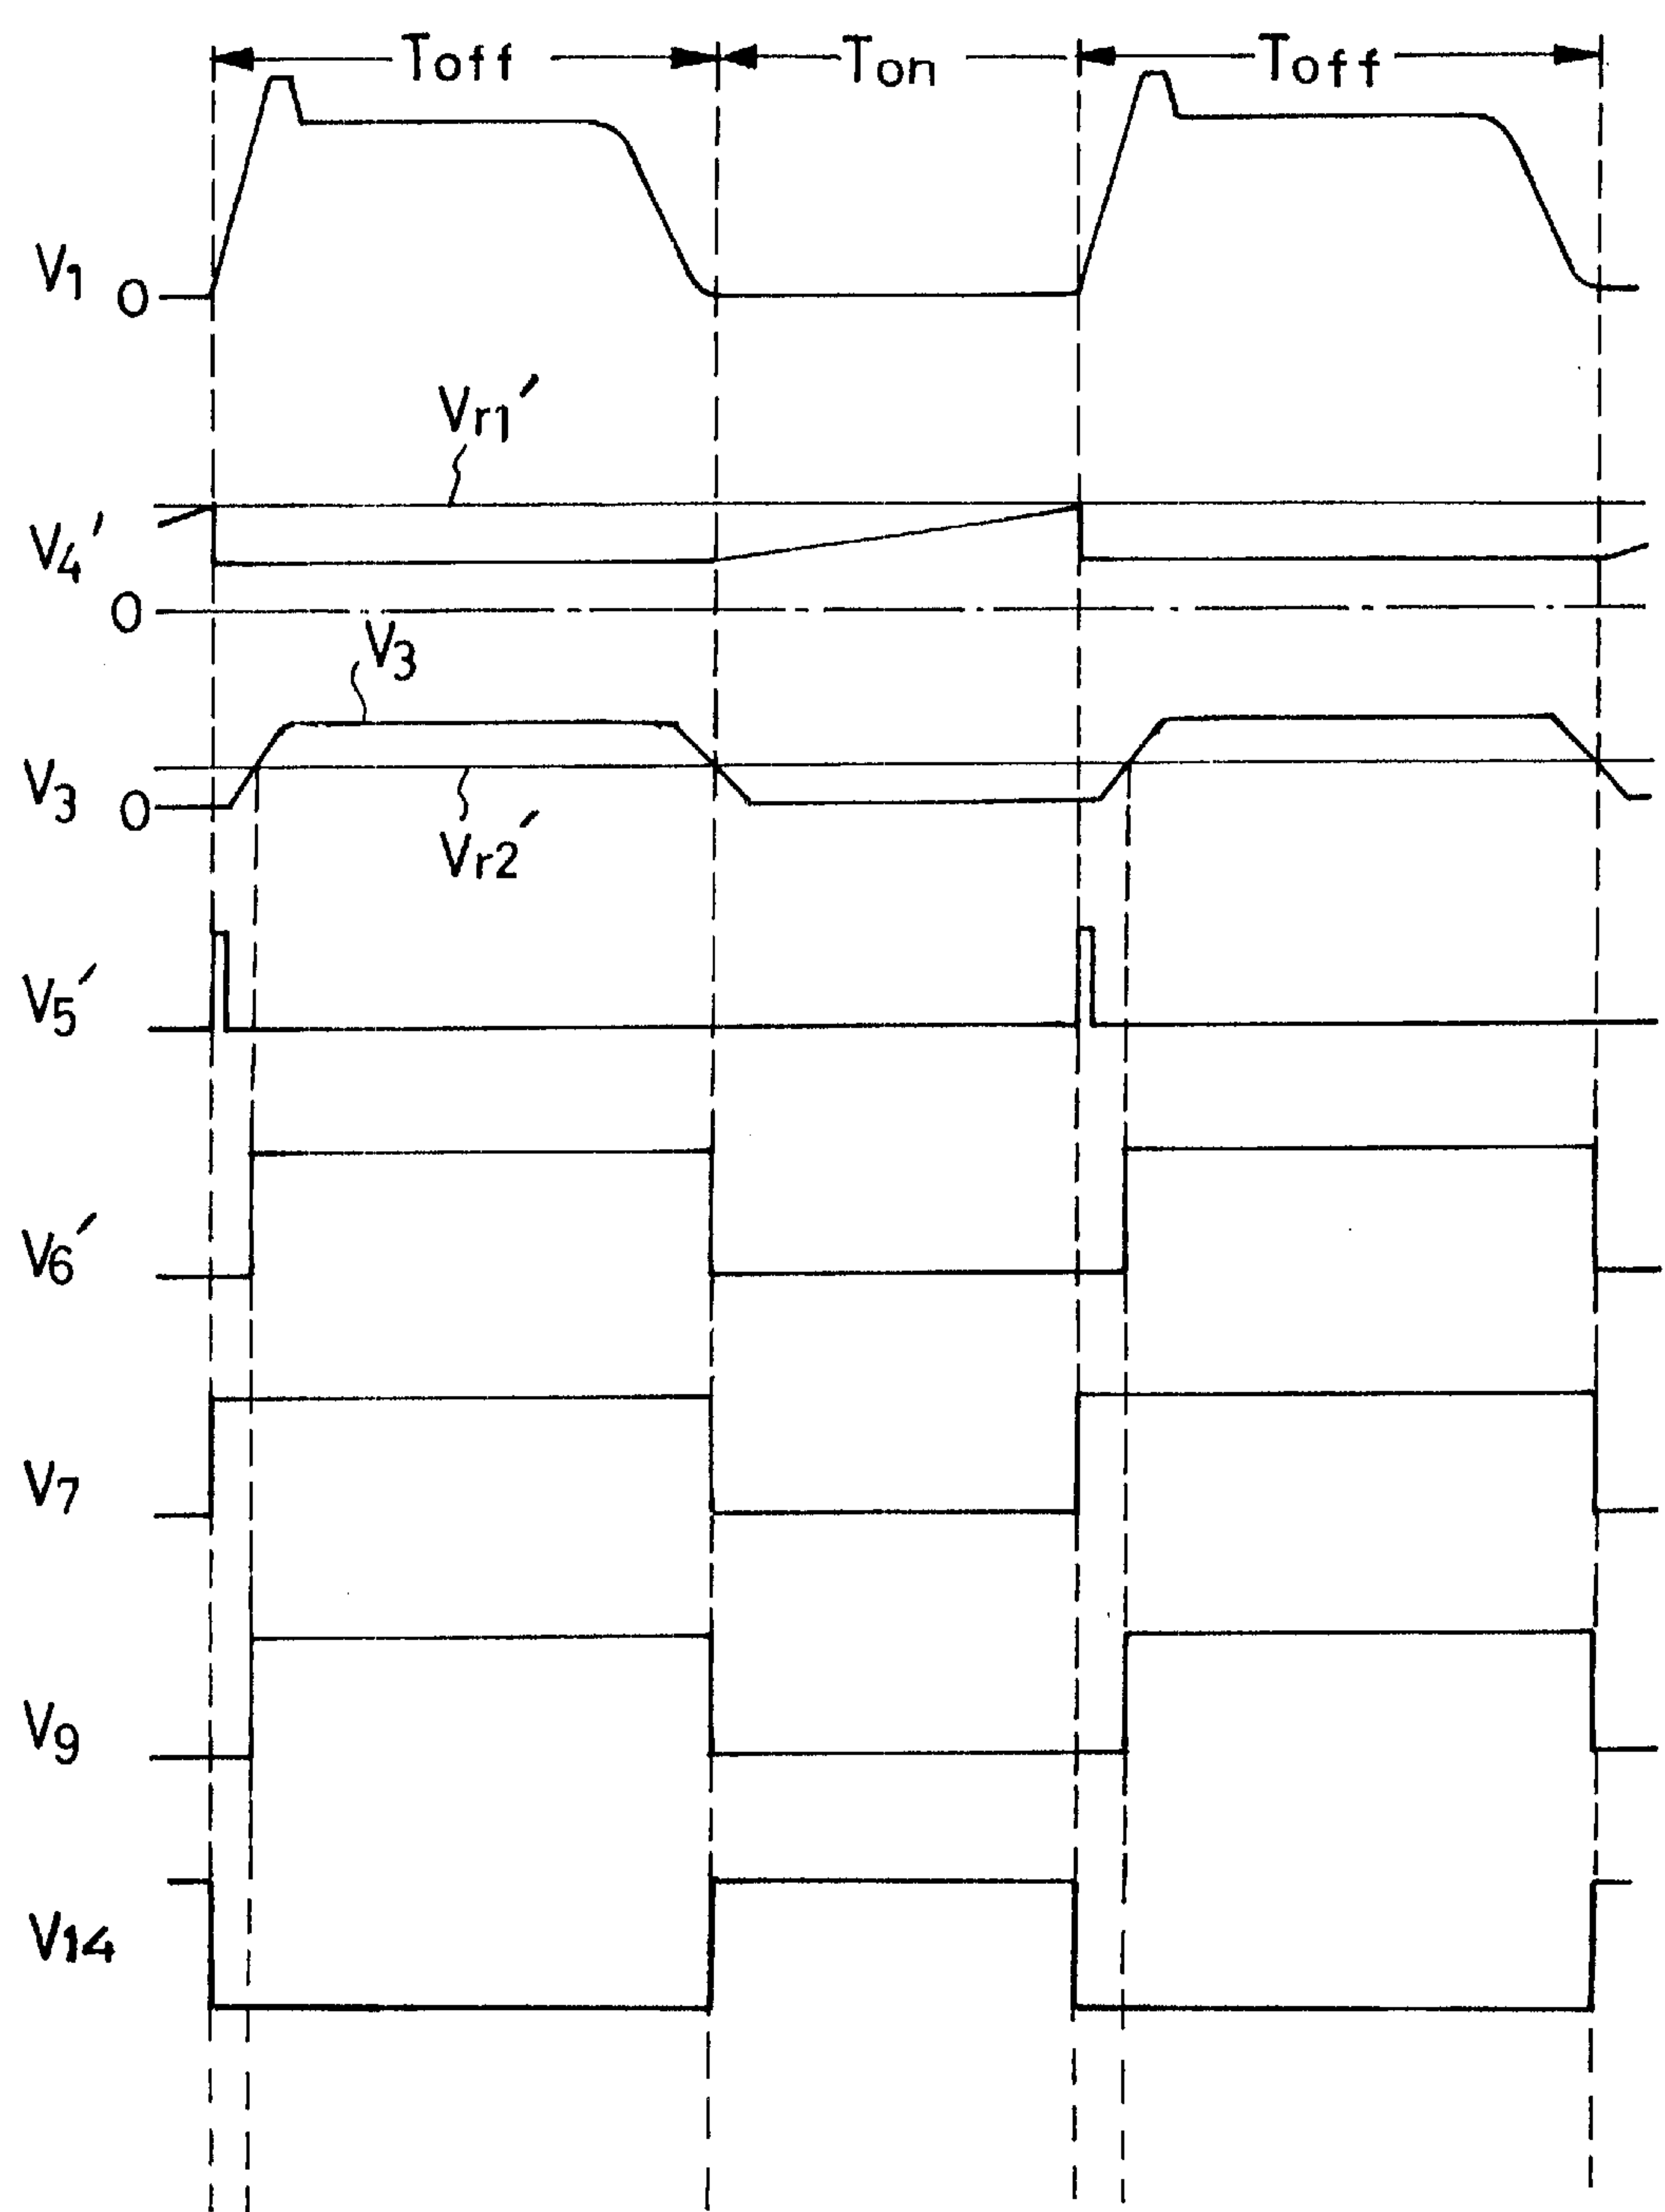 Toff Ton Toff
V1 0
Vr1'
V4'
0
V3
V3 0
Vr2'
V5'
V6'
V7
V9
V14